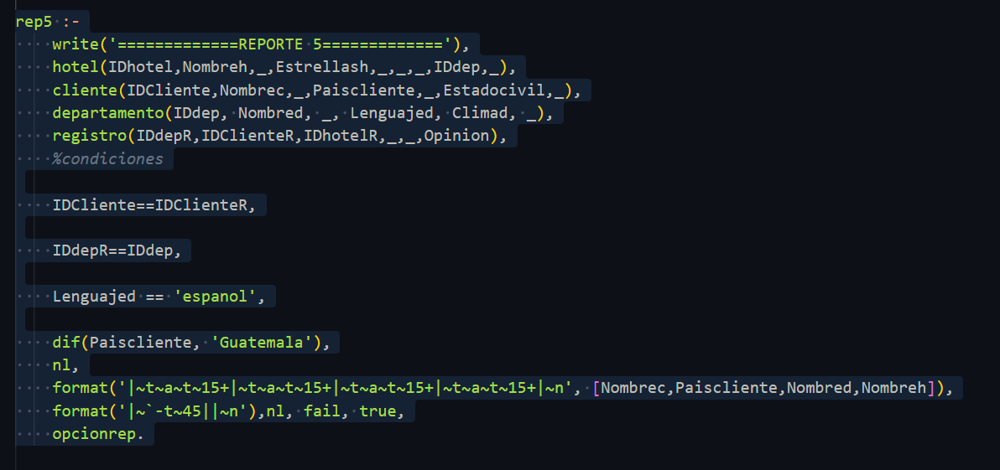 rep5 :-
write('=============REPORTE 5============='),
hotel(IDhotel,Nombreh,_,Estrellash,_,_,_,IDdep,_),
cliente(IDCliente,Nombrec,_,Paiscliente,_,Estadocivil,_),
departamento(IDdep, Nombred, _, Lenguajed, Climad, _),
registro(IDdepR,IDClienteR,IDhotelR,_,_,Opinion),
%condiciones
IDCliente==IDClienteR,
IDdepR==IDdep,
Lenguajed == 'espanol',
dif(Paiscliente, 'Guatemala'),
nl,
format('|~t~a~t~15+|~t~a~t~15+|~t~a~t~15+|~t~a~t~15+|~n', [Nombrec,Paiscliente,Nombred,Nombreh]),
format('|~`-t~45||~n'),nl, fail, true,
opcionrep.